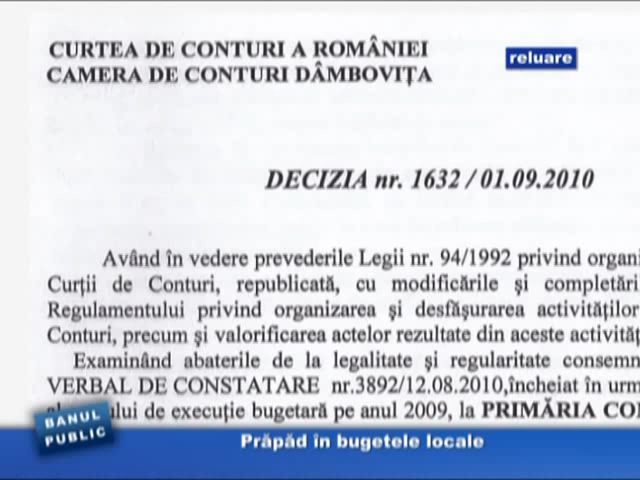 CURTEA DE CONTURI A ROMÂNIEI
CAMERA DE CONTURI DÂMBOVIȚA
reluare
DECIZIA nr. 1632 / 01.09.2010
Având în vedere prevederile Legii nr. 94/1992 privind organi
Curții de Conturi, republicată, cu modificările și completări
Regulamentului privind organizarea și desfășurarea activităților
Conturi, precum și valorificarea actelor rezultate din aceste activităț
Examinând abaterile de la legalitate și regularitate consemn
VERBAL DE CONSTATARE nr.3892/12.08.2010,încheiat în urm
de execuție bugetară pe anul 2009, la PRIMĂRIA CO
BANUL
PUBLIC
Prăpăd în bugetele locale